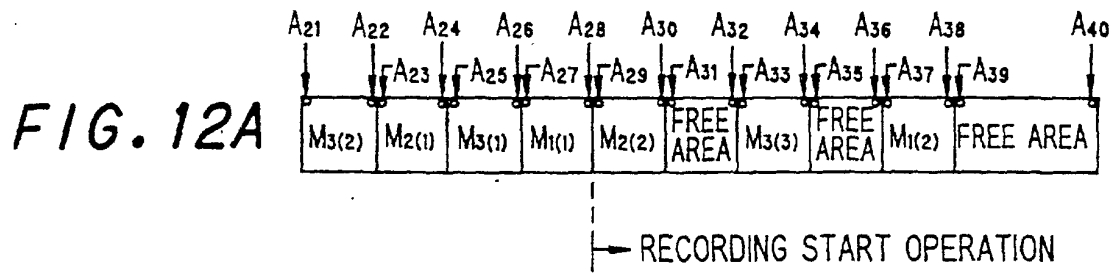 A21 A22 A24 A26 A28 A30 A32 A34 A36 A38 A40
A23 A25 A27 A29 A31 A33 A35 A37 A39
FIG. 12A
M3(2) M2(1) M3(1) M1(1) M2(2) FREE AREA M3(3) FREE AREA M1(2) FREE AREA
RECORDING START OPERATION